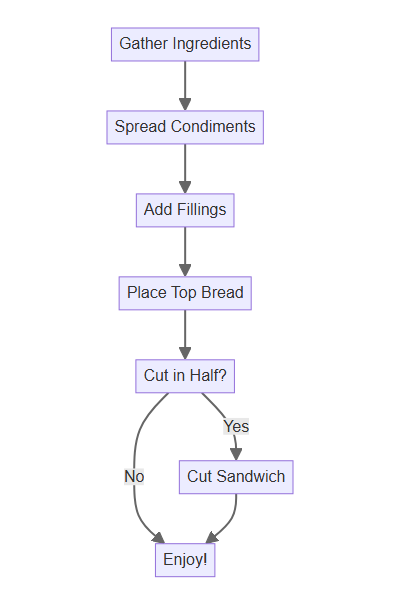 Gather Ingredients
Spread Condiments
Add Fillings
Place Top Bread
Cut in Half?
Yes
No
Cut Sandwich
Enjoy!